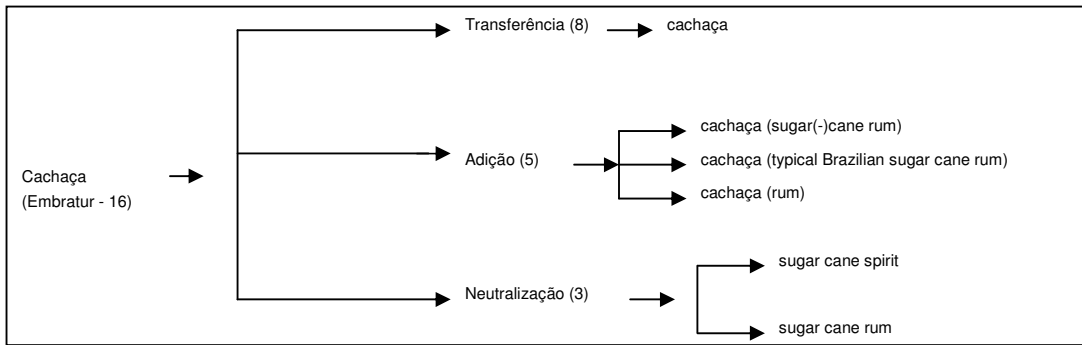 Transferência (8)
cachaça
cachaça (sugar(-)cane rum)
Adição (5)
cachaça (typical Brazilian sugar cane rum)
Cachaça
(Embratur - 16)
cachaça (rum)
sugar cane spirit
Neutralização (3)
sugar cane rum